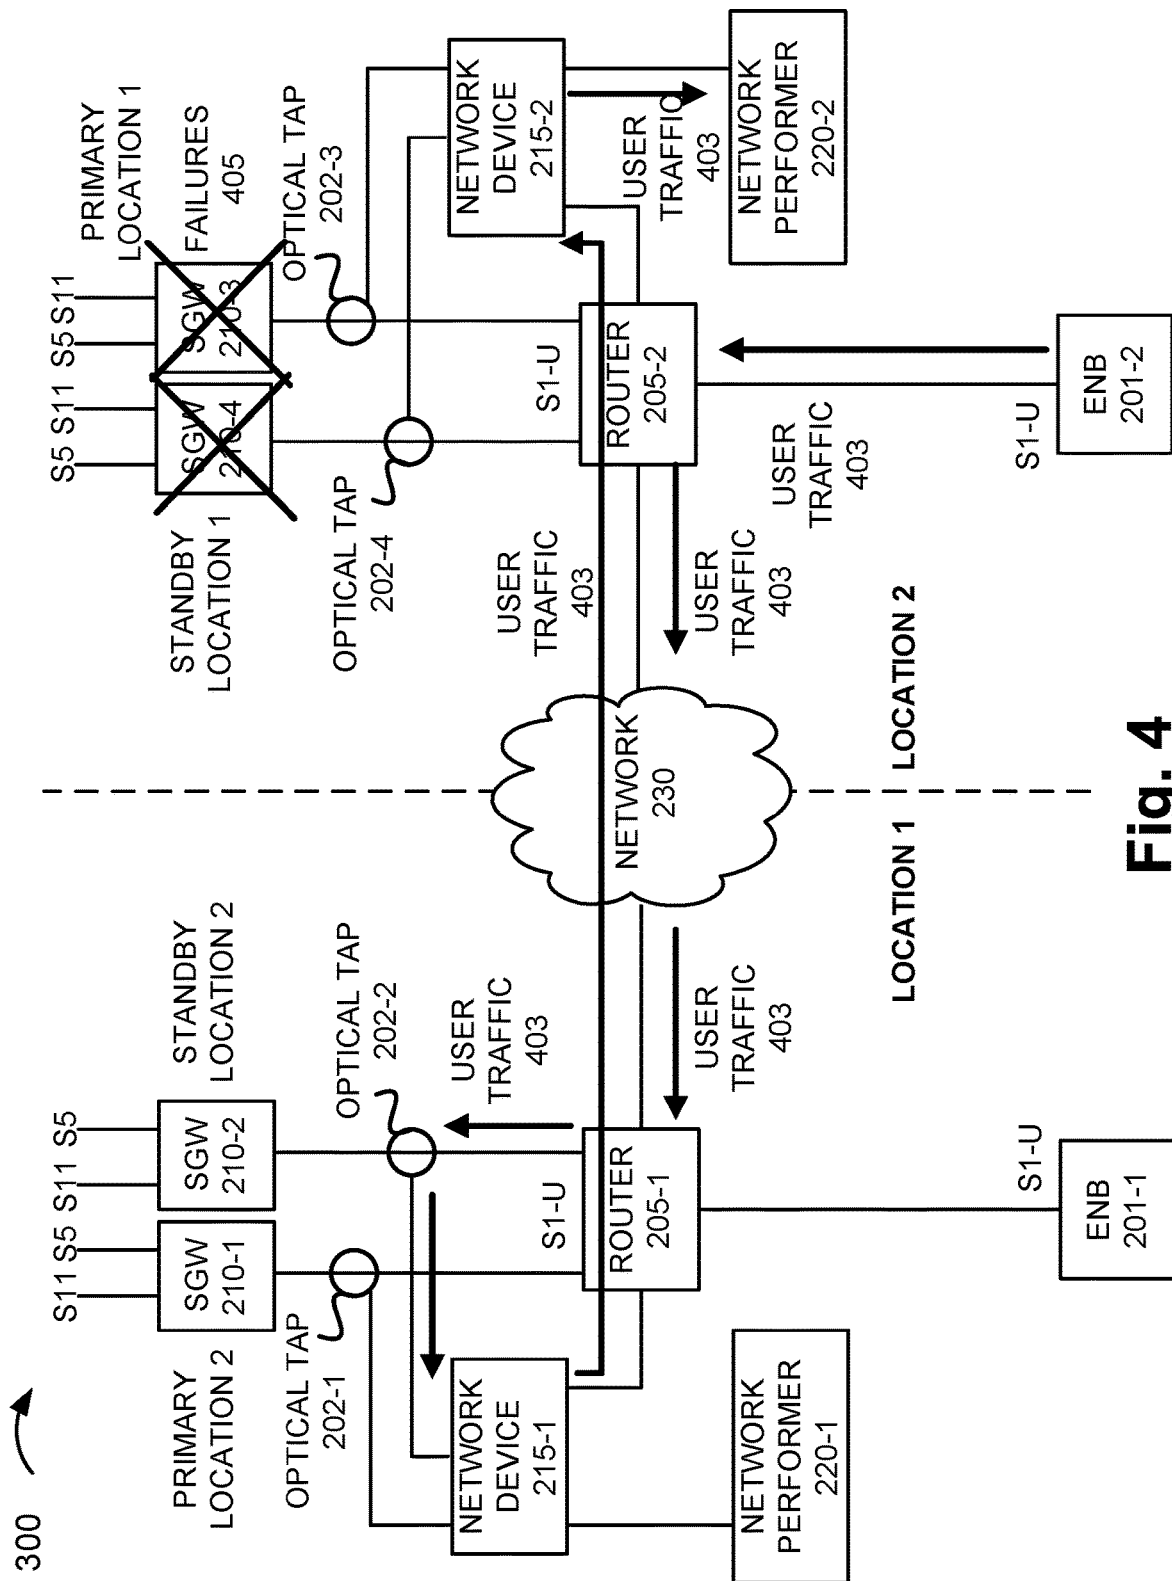 300
S11
S5
S11
S5
SGW
210-1
SGW
210-2
PRIMARY
LOCATION 2
STANDBY
LOCATION 2
OPTICAL TAP
202-1
OPTICAL TAP
202-2
USER
TRAFFIC
403
NETWORK
DEVICE
215-1
S1-U
ROUTER
205-1
USER
TRAFFIC
403
NETWORK
PERFORMER
220-1
S1-U
ENB
201-1
LOCATION 1
NETWORK
230
LOCATION 2
S5
S11
S5
S11
SGW
210-4
SGW
210-3
STANDBY
LOCATION 1
PRIMARY
LOCATION 1
FAILURES
405
OPTICAL TAP
202-4
OPTICAL TAP
202-3
USER
TRAFFIC
403
S1-U
ROUTER
205-2
NETWORK
DEVICE
215-2
USER
TRAFFIC
403
USER
TRAFFIC
403
USER
TRAFFIC
403
NETWORK
PERFORMER
220-2
S1-U
ENB
201-2
Fig. 4